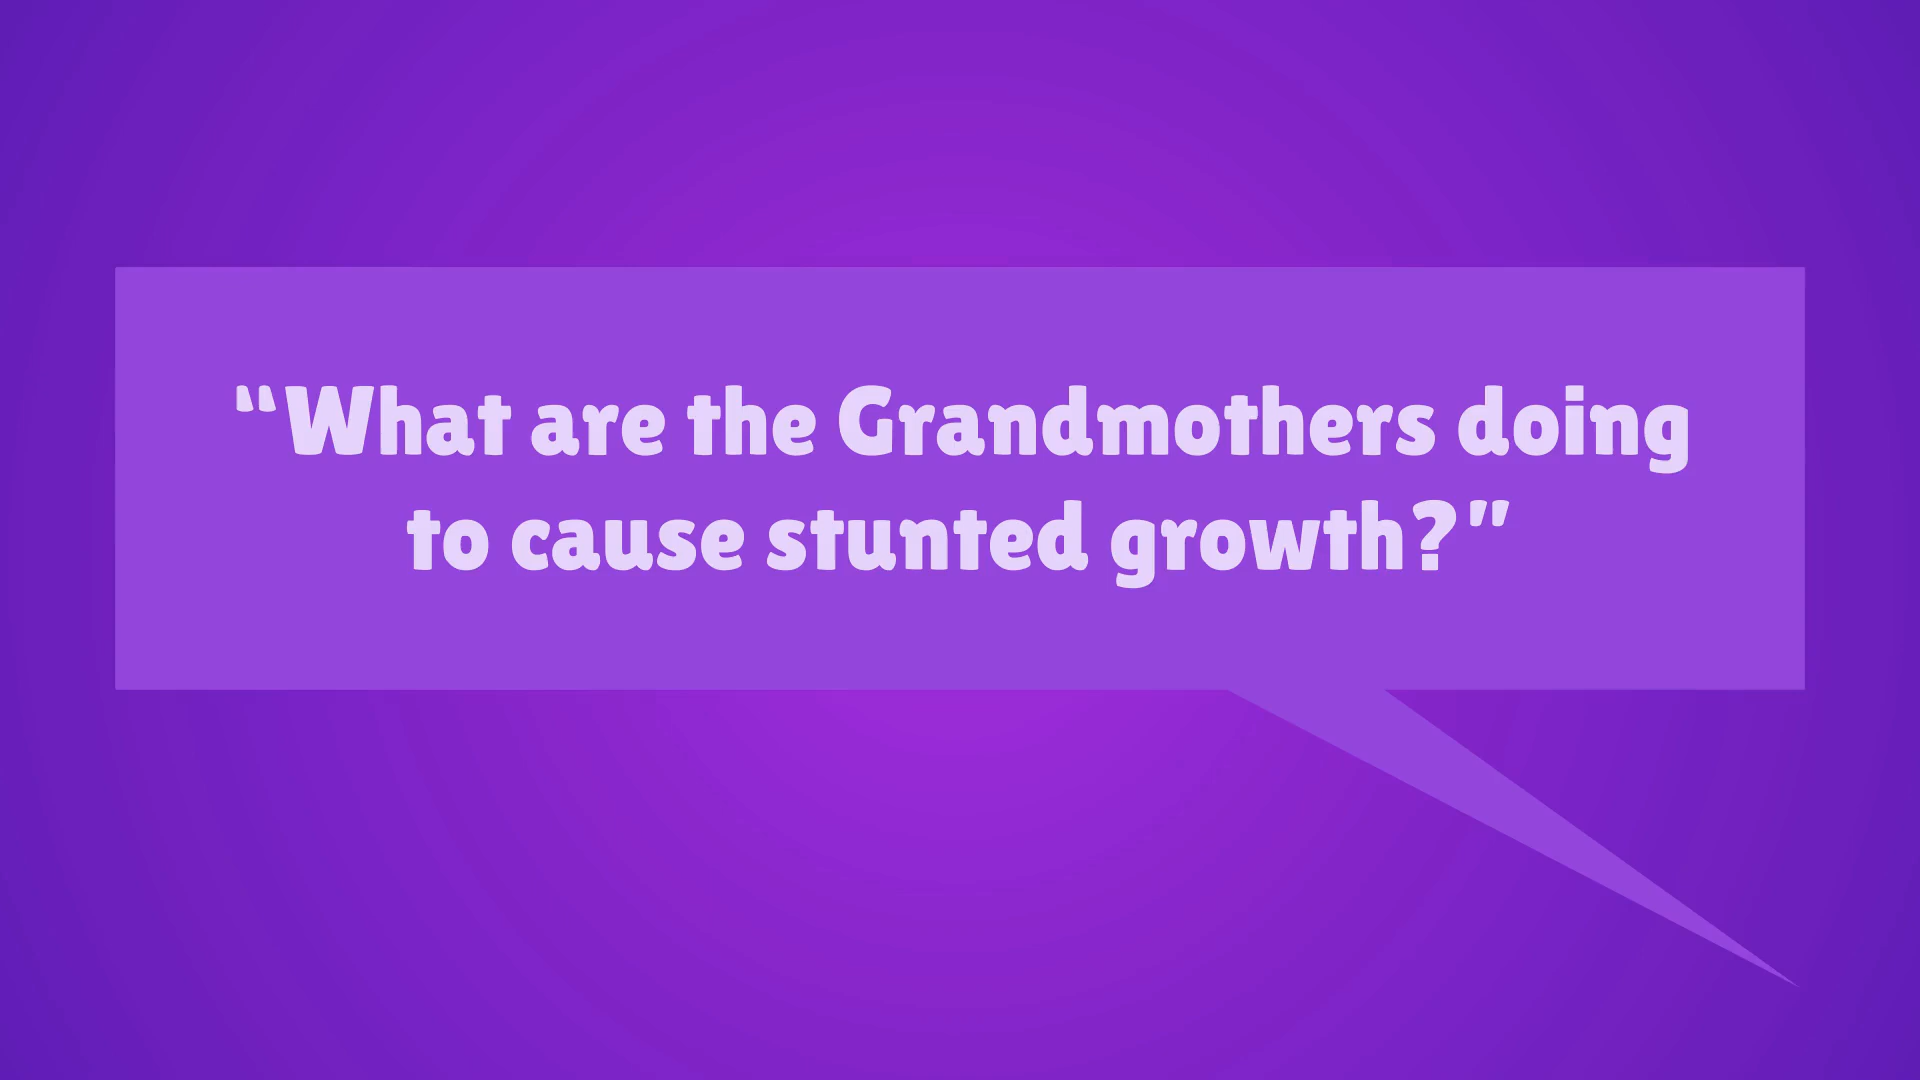 “What are the Grandmothers doing
to cause stunted growth?”